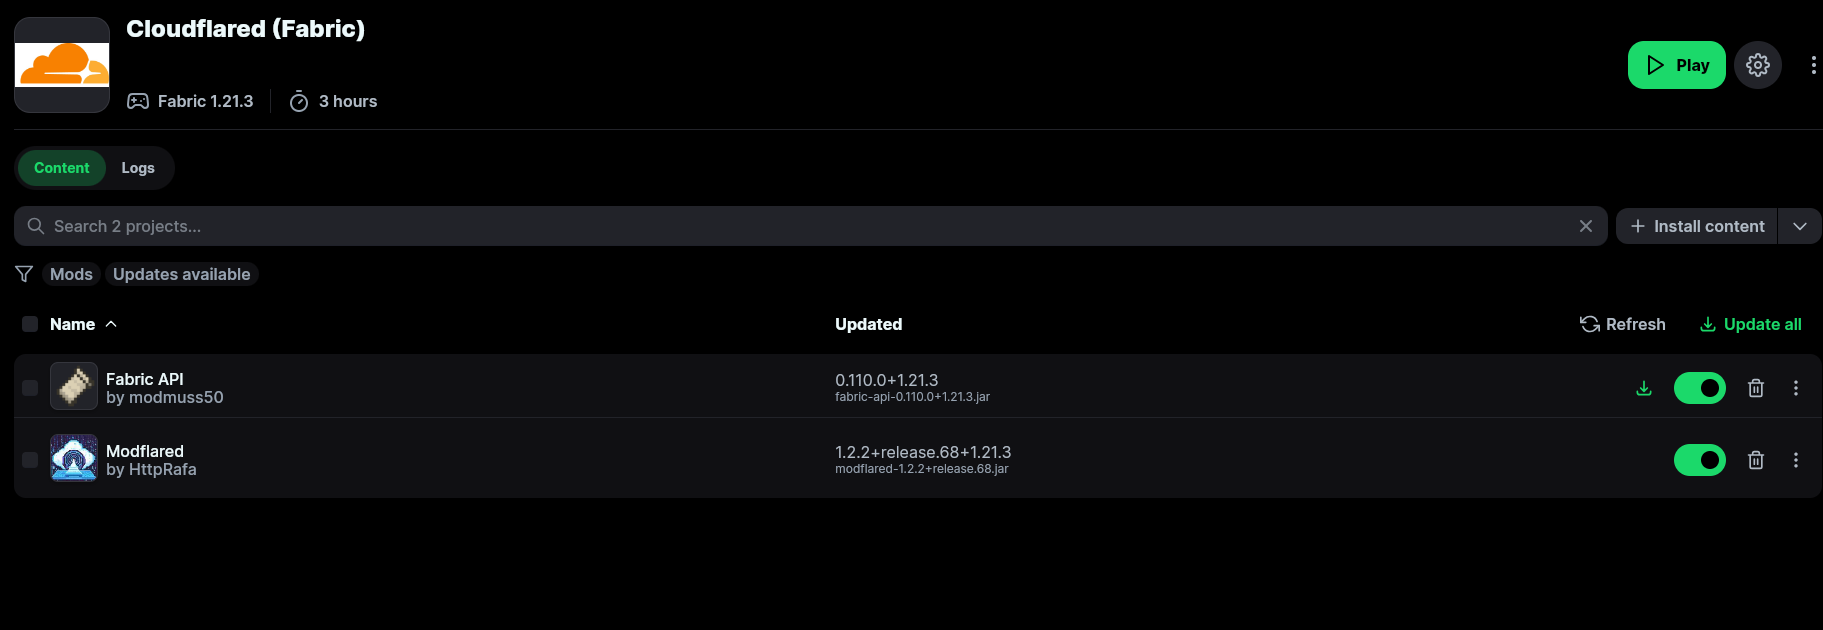 Cloudflared (Fabric)
Fabric 1.21.3
3 hours
Play
Content
Logs
Search 2 projects...
Install content
Mods
Updates available
Name
Updated
Refresh
Update all
Fabric API
by modmuss50
0.110.0+1.21.3
fabric-api-0.110.0+1.21.3.jar
Modflared
by HttpRafa
1.2.2+release.68+1.21.3
modflared-1.2.2+release.68.jar